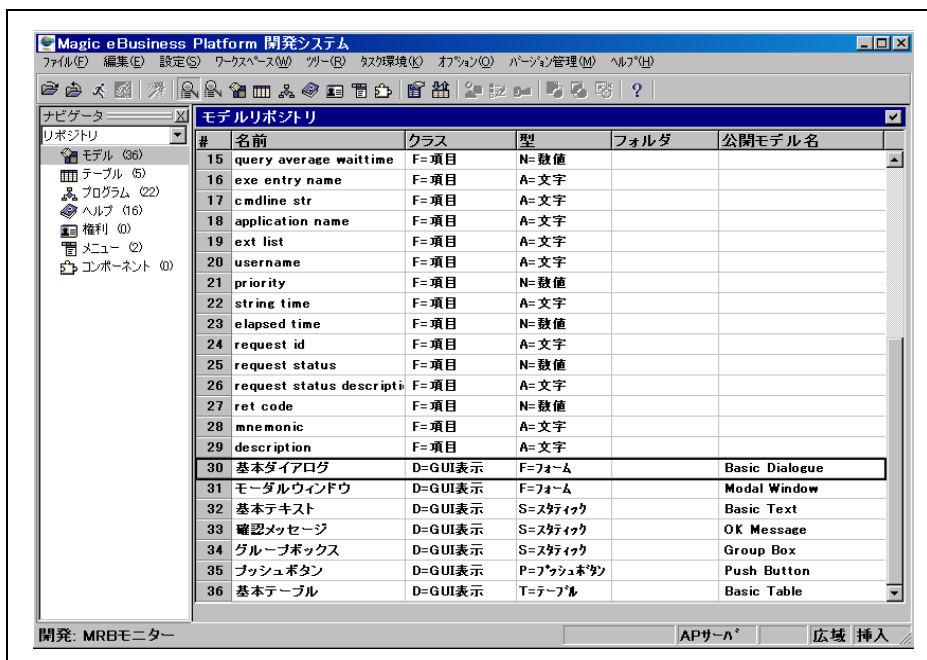 Magic eBusiness Platform 開発システム
ファイル(F) 編集(E) 設定(S) ワークスペース(W) ツリー(R) タスク環境(K) オプション(O) バージョン管理(M) ヘルプ(H)
ナビゲータ
リポジトリ
モデル (36)
テーブル (5)
プログラム (22)
ヘルプ (16)
権利 (0)
メニュー (2)
コンポーネント (0)
モデルリポジトリ
# 名前 クラス 型 フォルダ 公開モデル名
15 query average waittime F=項目 N=数値
16 exe entry name F=項目 A=文字
17 cmdline str F=項目 A=文字
18 application name F=項目 A=文字
19 ext list F=項目 A=文字
20 username F=項目 A=文字
21 priority F=項目 N=数値
22 string time F=項目 A=文字
23 elapsed time F=項目 N=数値
24 request id F=項目 A=文字
25 request status F=項目 N=数値
26 request status descripti F=項目 A=文字
27 ret code F=項目 N=数値
28 mnemonic F=項目 A=文字
29 description F=項目 A=文字
30 基本ダイアログ D=GUI表示 F=フォーム Basic Dialogue
31 モーダルウィンドウ D=GUI表示 F=フォーム Modal Window
32 基本テキスト D=GUI表示 S=スタティック Basic Text
33 確認メッセージ D=GUI表示 S=スタティック OK Message
34 グループボックス D=GUI表示 S=スタティック Group Box
35 プッシュボタン D=GUI表示 P=プッシュボタン Push Button
36 基本テーブル D=GUI表示 T=テーブル Basic Table
開発: MRBモニター APサーバ 広域 挿入